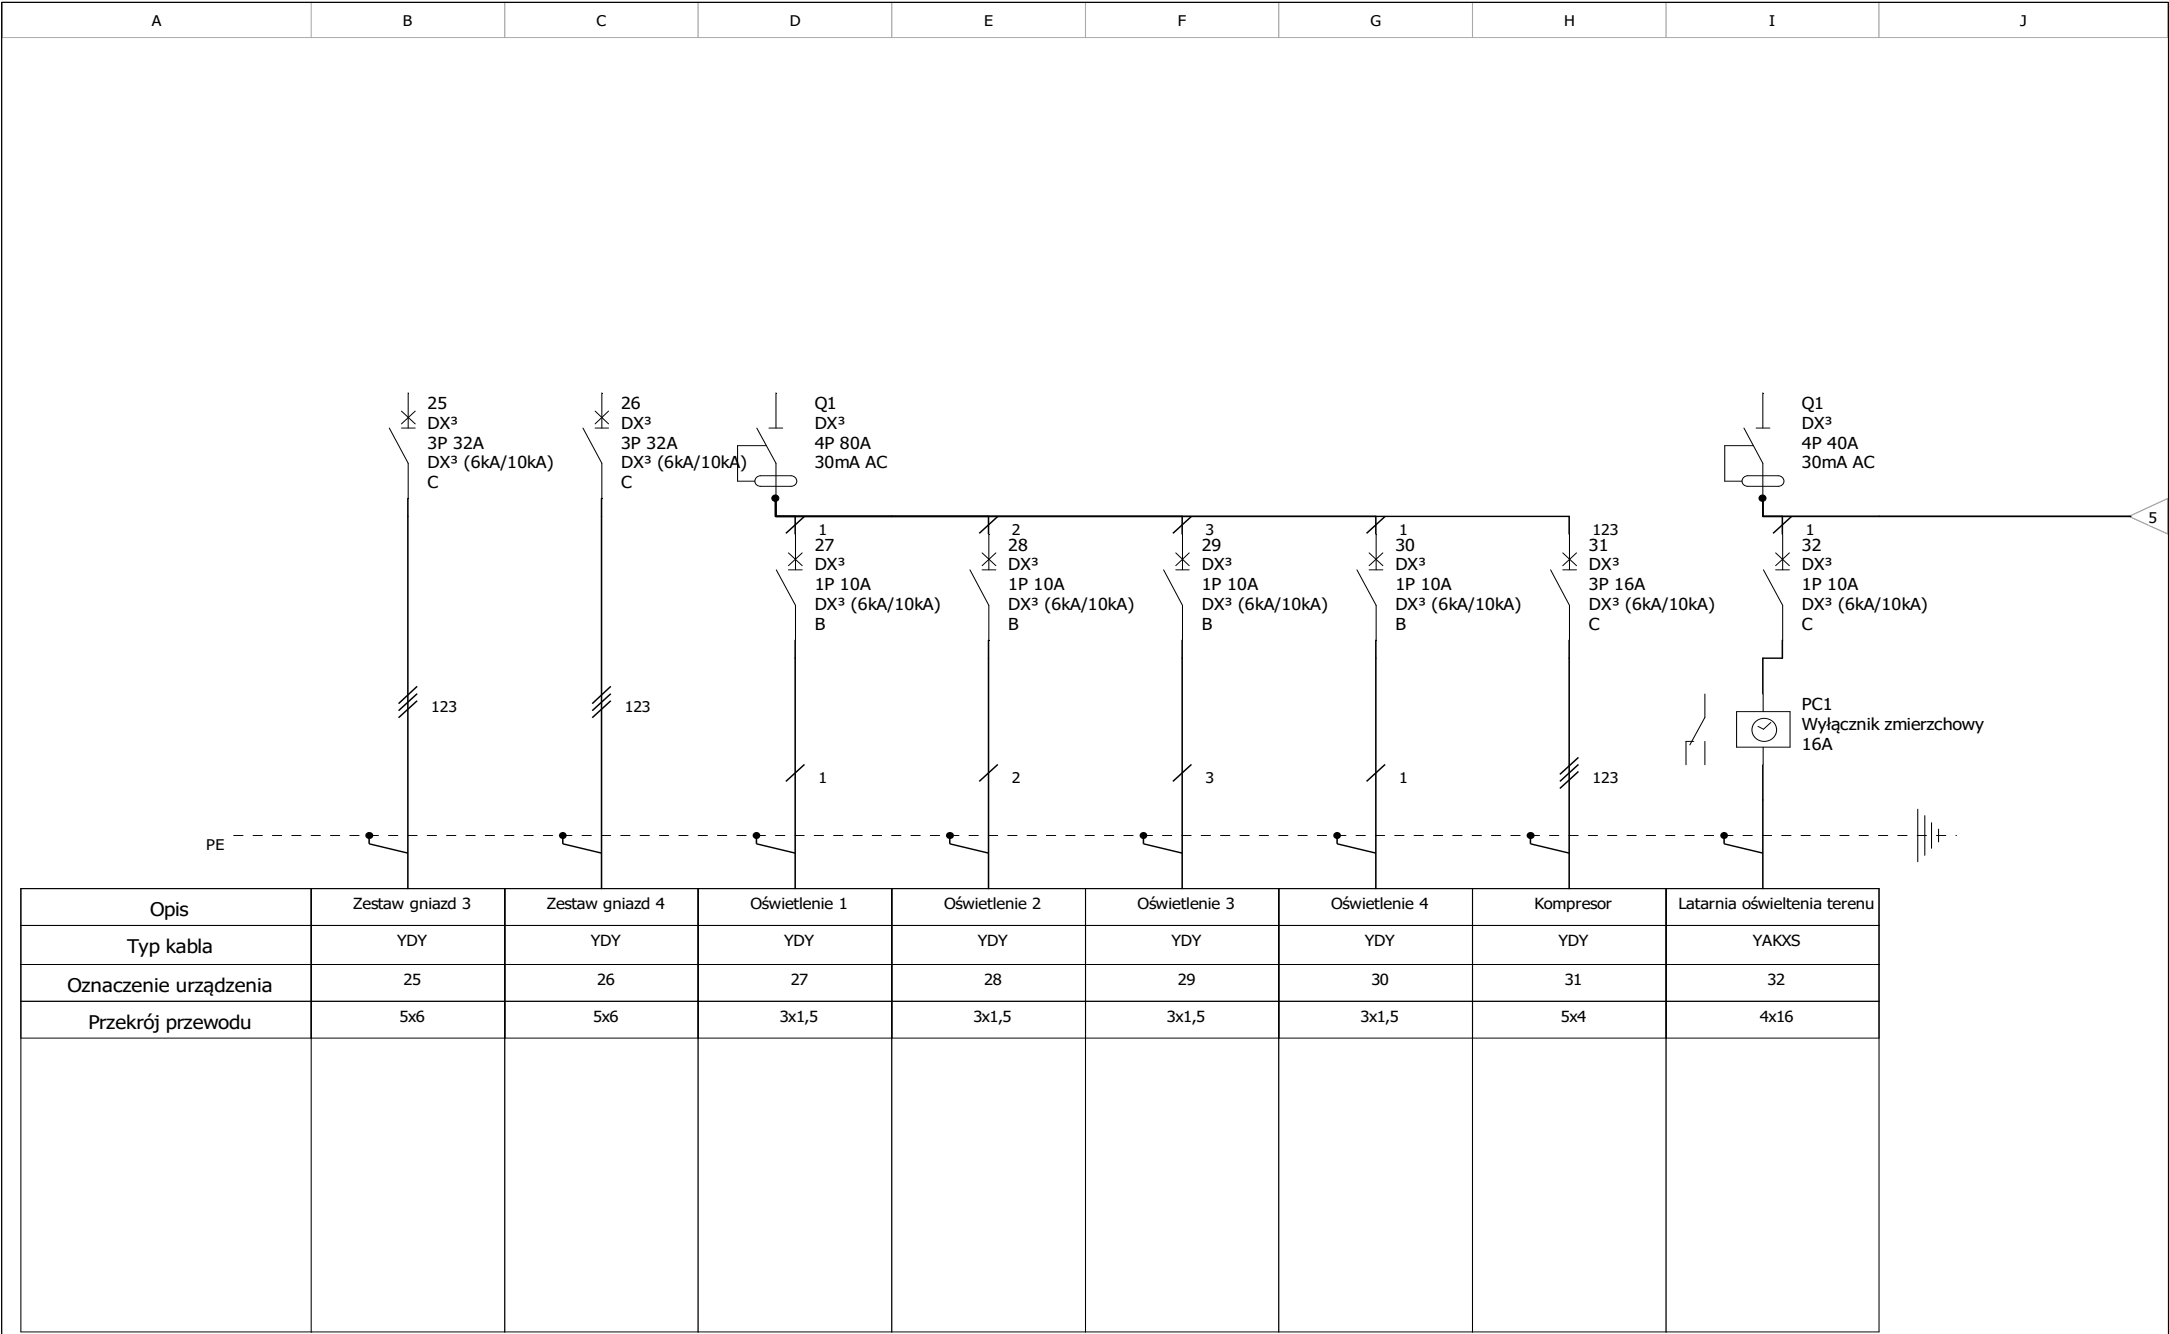 A B C D E F G H I J
25
DX³
3P 32A
DX³ (6kA/10kA)
C
26
DX³
3P 32A
DX³ (6kA/10kA)
C
Q1
DX³
4P 80A
30mA AC
Q1
DX³
4P 40A
30mA AC
5
1
27
DX³
1P 10A
DX³ (6kA/10kA)
B
2
28
DX³
1P 10A
DX³ (6kA/10kA)
B
3
29
DX³
1P 10A
DX³ (6kA/10kA)
B
1
30
DX³
1P 10A
DX³ (6kA/10kA)
B
123
31
DX³
3P 16A
DX³ (6kA/10kA)
C
1
32
DX³
1P 10A
DX³ (6kA/10kA)
C
123
123
PC1
Wyłącznik zmierzchowy
16A
1
2
3
1
123
PE
Opis Zestaw gniazd 3 Zestaw gniazd 4 Oświetlenie 1 Oświetlenie 2 Oświetlenie 3 Oświetlenie 4 Kompresor Latarnia oświeltenia terenu
Typ kabla YDY YDY YDY YDY YDY YDY YDY YAKXS
Oznaczenie urządzenia 25 26 27 28 29 30 31 32
Przekrój przewodu 5x6 5x6 3x1,5 3x1,5 3x1,5 3x1,5 5x4 4x16